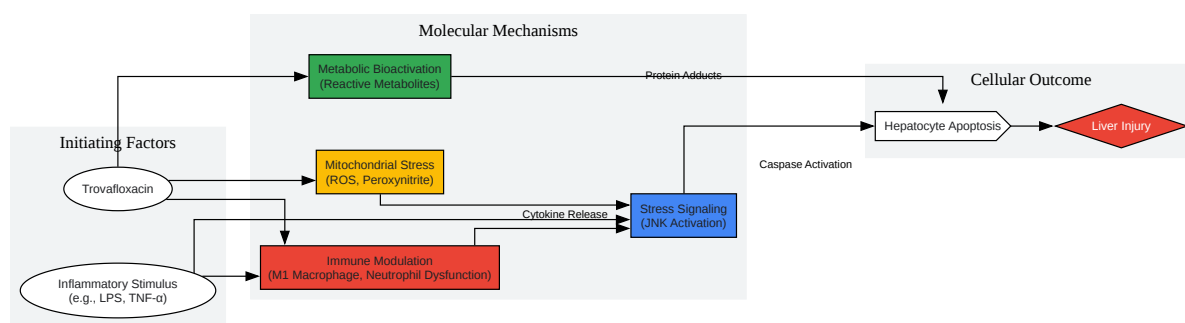 Molecular Mechanisms
Metabolic Bioactivation
(Reactive Metabolites)
Protein Adducts
Cellular Outcome
Hepatocyte Apoptosis
Liver Injury
Initiating Factors
Trovafloxacin
Mitochondrial Stress
(ROS, Peroxynitrite)
Caspase Activation
Cytokine Release
Stress Signaling
(JNK Activation)
Immune Modulation
(M1 Macrophage, Neutrophil Dysfunction)
Inflammatory Stimulus
(e.g., LPS, TNF-α)